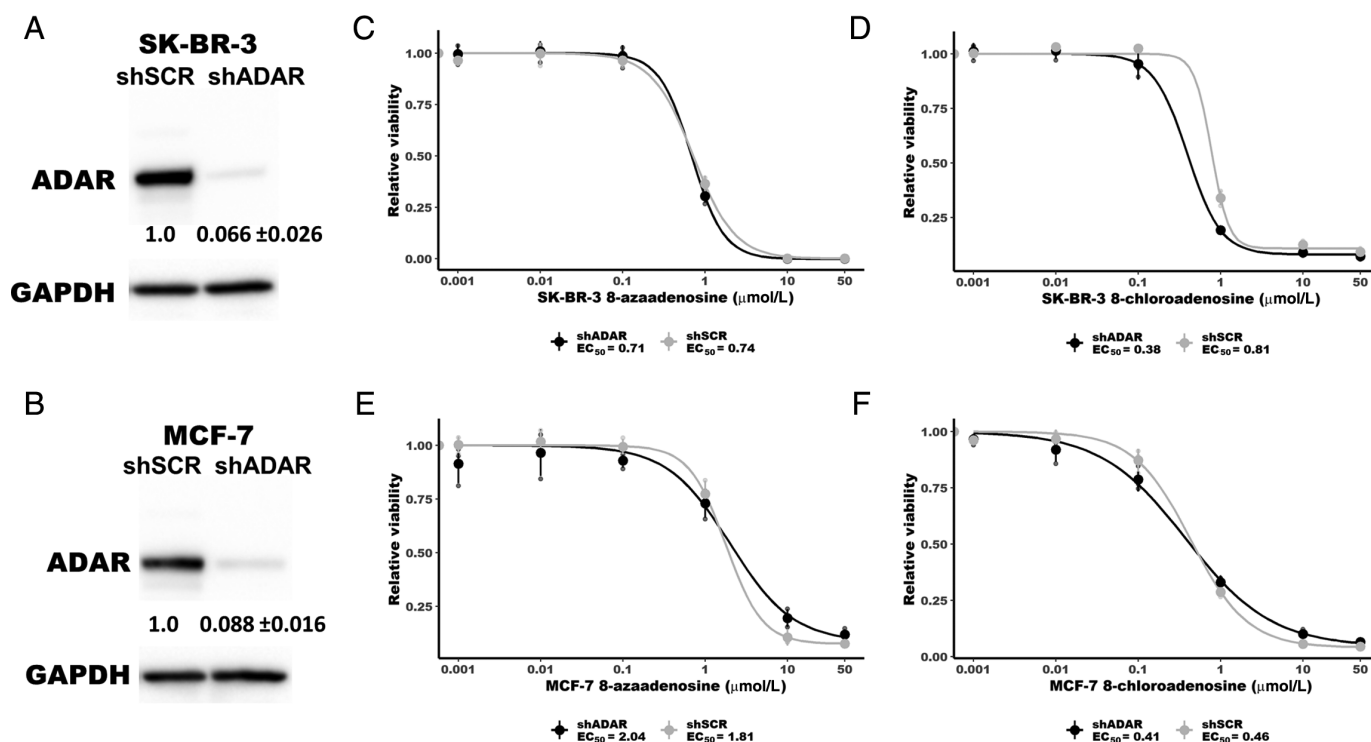 A
SK-BR-3
shSCR shADAR
ADAR
1.0 0.066 ±0.026
GAPDH
B
MCF-7
shSCR shADAR
ADAR
1.0 0.088 ±0.016
GAPDH
C
Relative viability
1.00
0.75
0.50
0.25
0.00
0.001 0.01 0.1 1 10 50
SK-BR-3 8-azaadenosine (μmol/L)
shADAR
EC50 = 0.71
shSCR
EC50 = 0.74
D
Relative viability
1.00
0.75
0.50
0.25
0.001 0.01 0.1 1 10 50
SK-BR-3 8-chloroadenosine (μmol/L)
shADAR
EC50 = 0.38
shSCR
EC50 = 0.81
E
Relative viability
1.00
0.75
0.50
0.25
0.001 0.01 0.1 1 10 50
MCF-7 8-azaadenosine (μmol/L)
shADAR
EC50 = 2.04
shSCR
EC50 = 1.81
F
Relative viability
1.00
0.75
0.50
0.25
0.00
0.001 0.01 0.1 1 10 50
MCF-7 8-chloroadenosine (μmol/L)
shADAR
EC50 = 0.41
shSCR
EC50 = 0.46